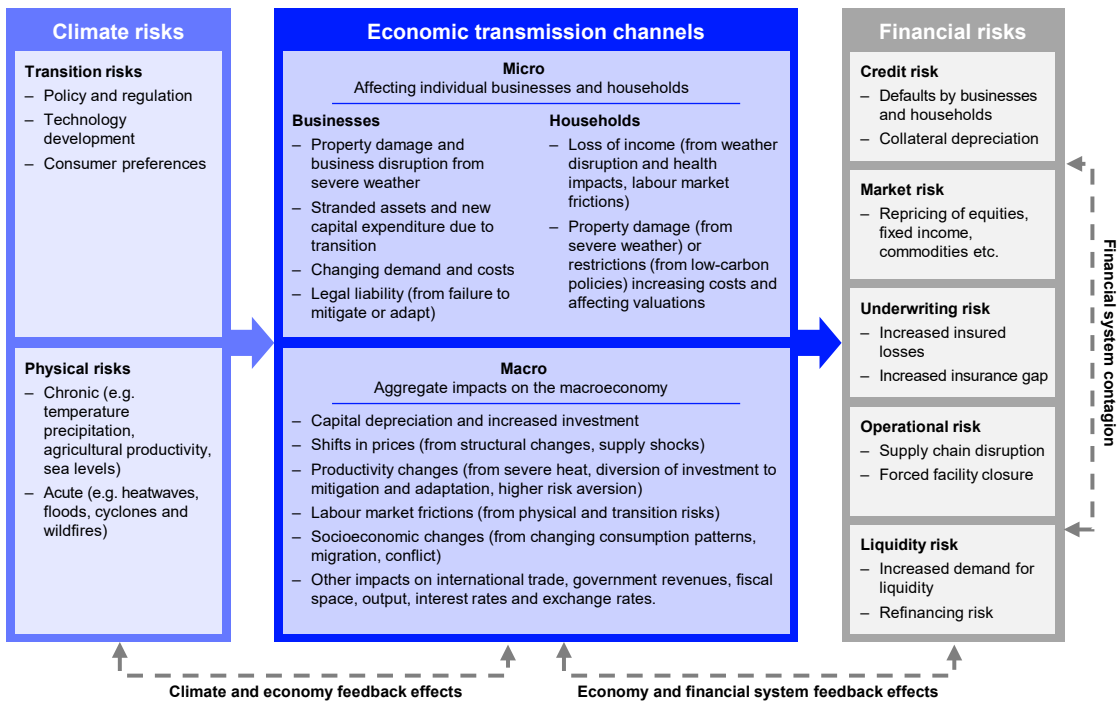 Climate risks
Transition risks
– Policy and regulation
– Technology
development
– Consumer preferences
Physical risks
– Chronic (e.g.
temperature
precipitation,
agricultural productivity,
sea levels)
– Acute (e.g. heatwaves,
floods, cyclones and
wildfires)
Economic transmission channels
Micro
Affecting individual businesses and households
Businesses
– Property damage and
business disruption from
severe weather
– Stranded assets and new
capital expenditure due to
transition
– Changing demand and costs
– Legal liability (from failure to
mitigate or adapt)
Households
– Loss of income (from weather
disruption and health
impacts, labour market
frictions)
– Property damage (from
severe weather) or
restrictions (from low-carbon
policies) increasing costs and
affecting valuations
Macro
Aggregate impacts on the macroeconomy
– Capital depreciation and increased investment
– Shifts in prices (from structural changes, supply shocks)
– Productivity changes (from severe heat, diversion of investment to
mitigation and adaptation, higher risk aversion)
– Labour market frictions (from physical and transition risks)
– Socioeconomic changes (from changing consumption patterns,
migration, conflict)
– Other impacts on international trade, government revenues, fiscal
space, output, interest rates and exchange rates.
Financial risks
Credit risk
– Defaults by businesses
and households
– Collateral depreciation
Market risk
– Repricing of equities,
fixed income,
commodities etc.
Underwriting risk
– Increased insured
losses
– Increased insurance gap
Operational risk
– Supply chain disruption
– Forced facility closure
Liquidity risk
– Increased demand for
liquidity
– Refinancing risk
Financial system contagion
Climate and economy feedback effects
Economy and financial system feedback effects